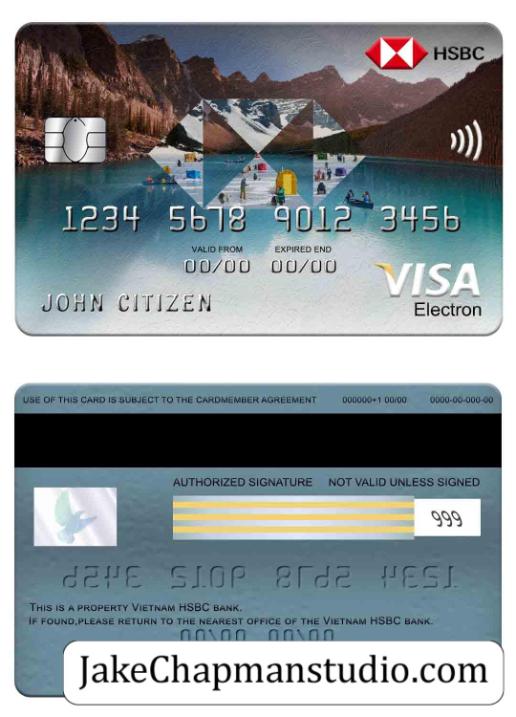 HSBC
1234 5678 9012 3456
VALID FROM EXPIRED END
00/00 00/00
JOHN CITIZEN
VISA
Electron
USE OF THIS CARD IS SUBJECT TO THE CARDMEMBER AGREEMENT 000000+1 00/00 0000-00-000-00
AUTHORIZED SIGNATURE NOT VALID UNLESS SIGNED
999
THIS IS A PROPERTY VIETNAM HSBC BANK.
IF FOUND,PLEASE RETURN TO THE NEAREST OFFICE OF THE VIETNAM HSBC BANK.
JakeChapmanstudio.com